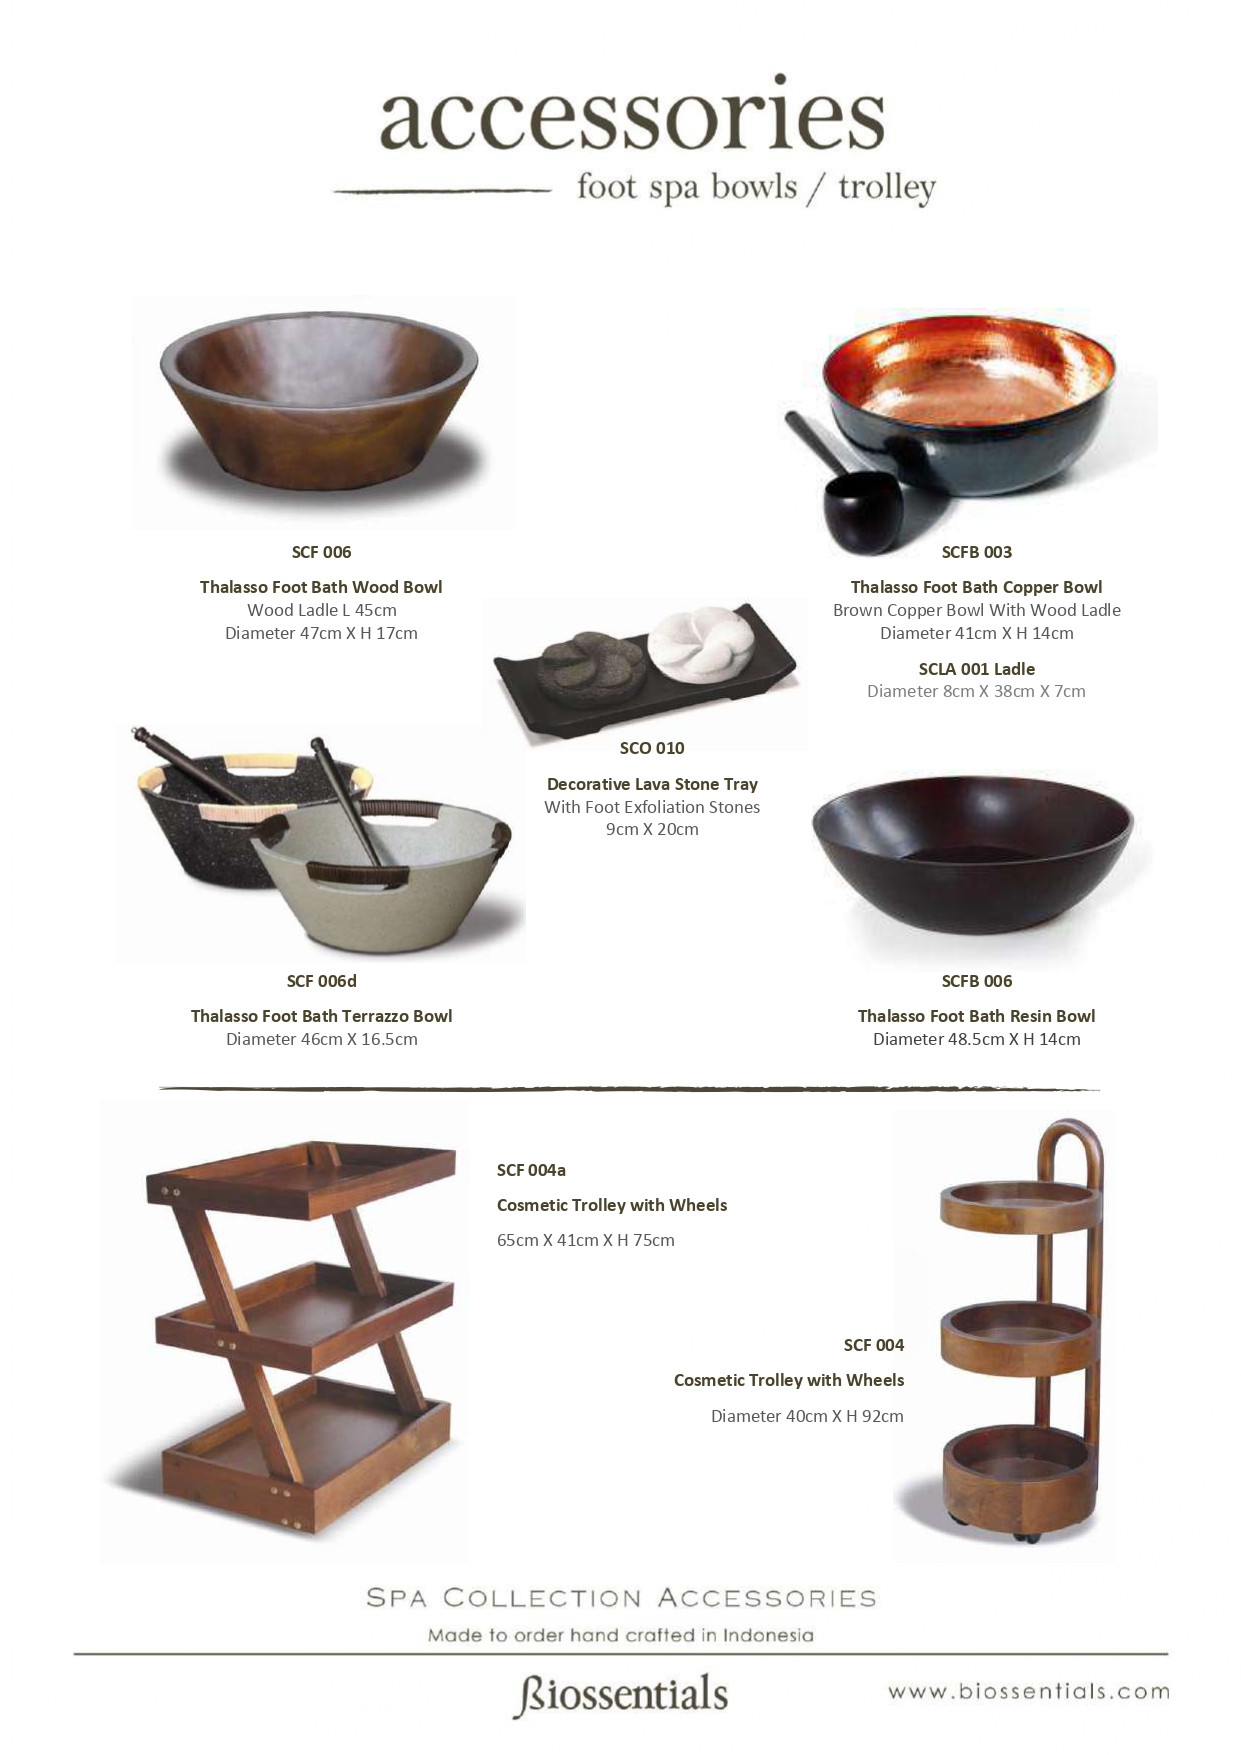 accessories
foot spa bowls / trolley
SCF 006
Thalasso Foot Bath Wood Bowl
Wood Ladle L 45cm
Diameter 47cm X H 17cm
SCFB 003
Thalasso Foot Bath Copper Bowl
Brown Copper Bowl With Wood Ladle
Diameter 41cm X H 14cm
SCLA 001 Ladle
Diameter 8cm X 38cm X 7cm
SCO 010
Decorative Lava Stone Tray
With Foot Exfoliation Stones
9cm X 20cm
SCF 006d
Thalasso Foot Bath Terrazzo Bowl
Diameter 46cm X 16.5cm
SCFB 006
Thalasso Foot Bath Resin Bowl
Diameter 48.5cm X H 14cm
SCF 004a
Cosmetic Trolley with Wheels
65cm X 41cm X H 75cm
SCF 004
Cosmetic Trolley with Wheels
Diameter 40cm X H 92cm
SPA COLLECTION ACCESSORIES
Made to order hand crafted in Indonesia
Biossentials
www.biossentials.com